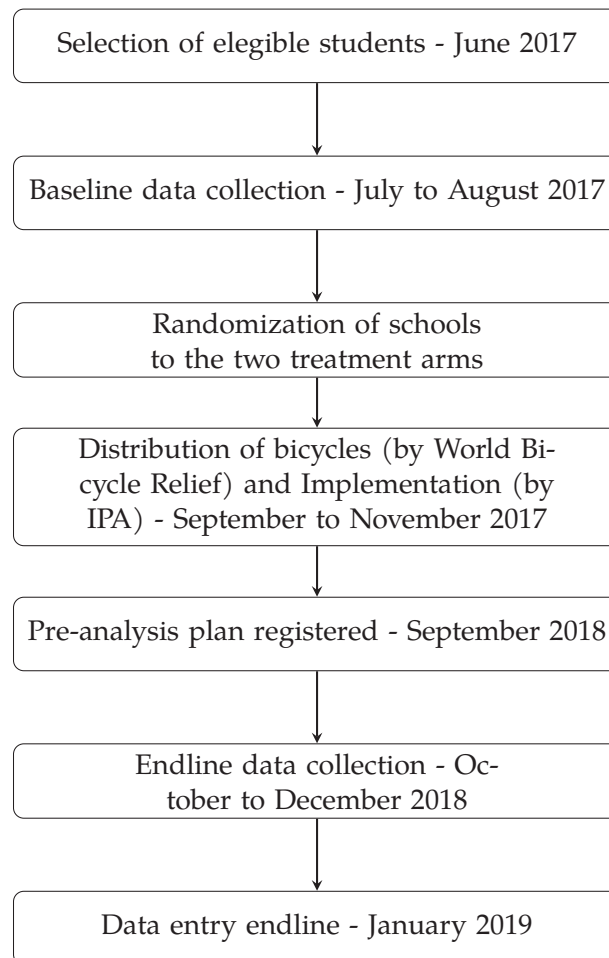 Selection of elegible students - June 2017
Baseline data collection - July to August 2017
Randomization of schools
to the two treatment arms
Distribution of bicycles (by World Bi-
cycle Relief) and Implementation (by
IPA) - September to November 2017
Pre-analysis plan registered - September 2018
Endline data collection - Oc-
tober to December 2018
Data entry endline - January 2019